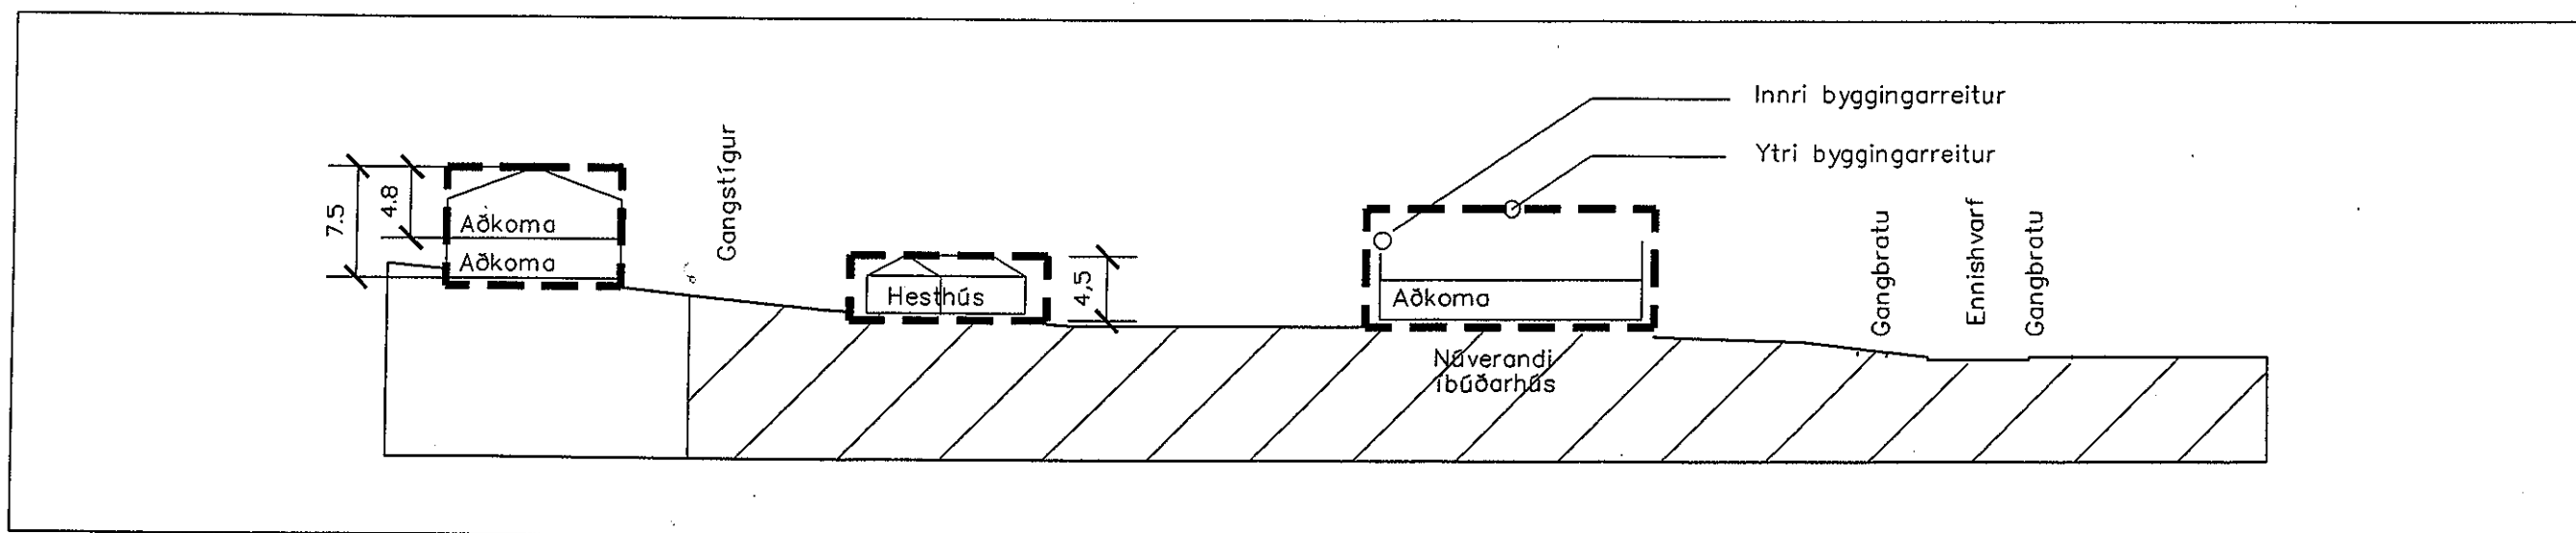 Innri byggingarreitur
Ytri byggingarreitur
7.5
4.8
Aðkoma
Aðkoma
Gangstígur
Hesthús
4,5
Aðkoma
Núverandi
íbúðarhús
Gangbratu
Ennishvarf
Gangbratu